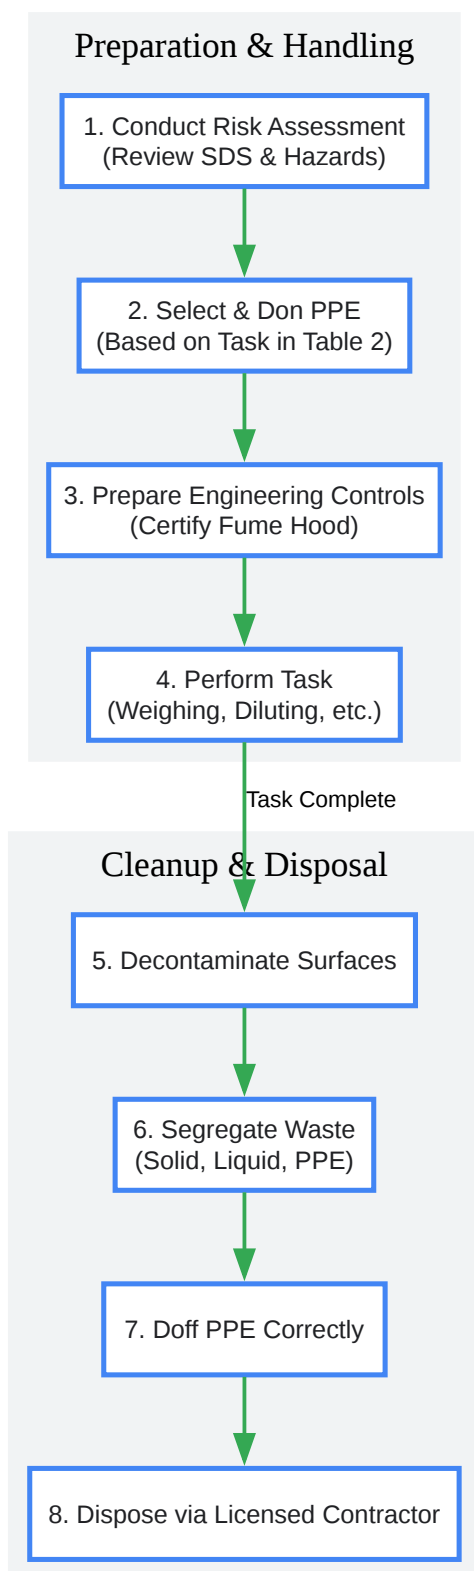 Preparation & Handling
1. Conduct Risk Assessment
(Review SDS & Hazards)
2. Select & Don PPE
(Based on Task in Table 2)
3. Prepare Engineering Controls
(Certify Fume Hood)
4. Perform Task
(Weighing, Diluting, etc.)
Task Complete
Cleanup & Disposal
5. Decontaminate Surfaces
6. Segregate Waste
(Solid, Liquid, PPE)
7. Doff PPE Correctly
8. Dispose via Licensed Contractor